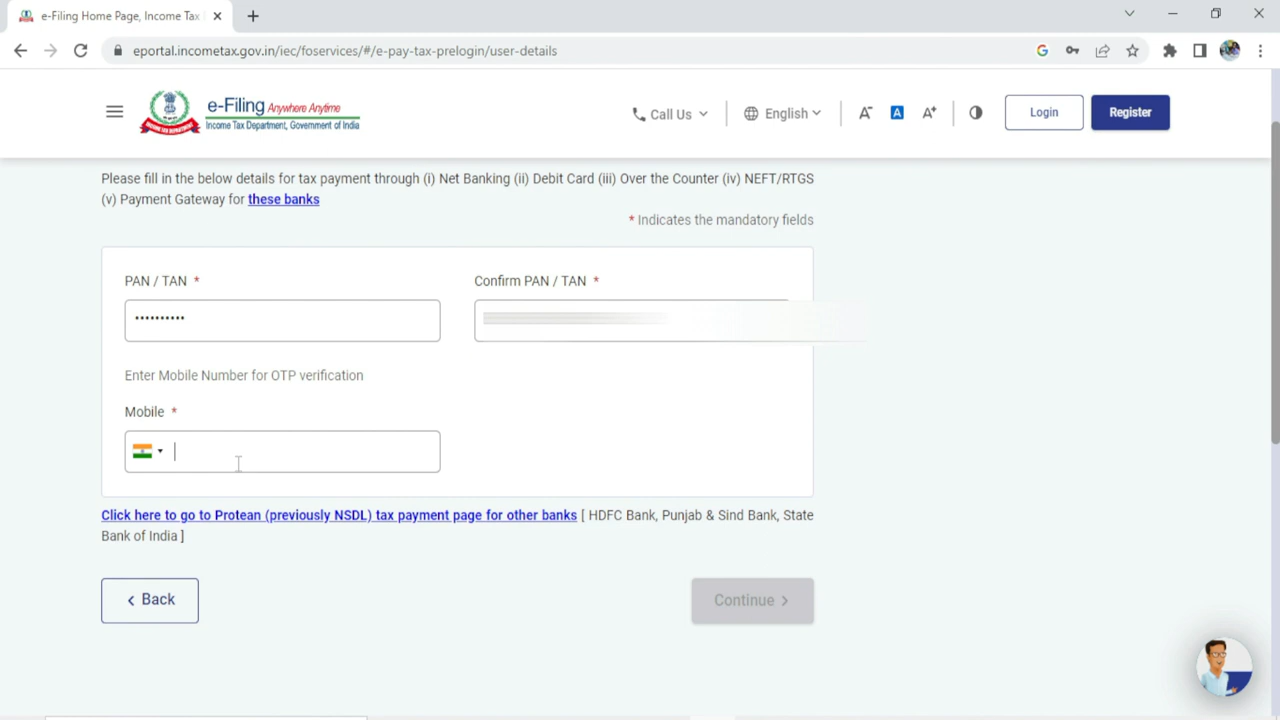 e-Filing Home Page, Income Tax
eportal.incometax.gov.in/iec/foservices/#/e-pay-tax-prelogin/user-details
e-Filing Anywhere Anytime
Income Tax Department, Government of India
Call Us
English
A-
A
A+
Login
Register
Please fill in the below details for tax payment through (i) Net Banking (ii) Debit Card (iii) Over the Counter (iv) NEFT/RTGS
(v) Payment Gateway for these banks
* Indicates the mandatory fields
PAN / TAN *
Confirm PAN / TAN *
••••••••••
Enter Mobile Number for OTP verification
Mobile *
Click here to go to Protean (previously NSDL) tax payment page for other banks [ HDFC Bank, Punjab & Sind Bank, State
Bank of India ]
< Back
Continue >